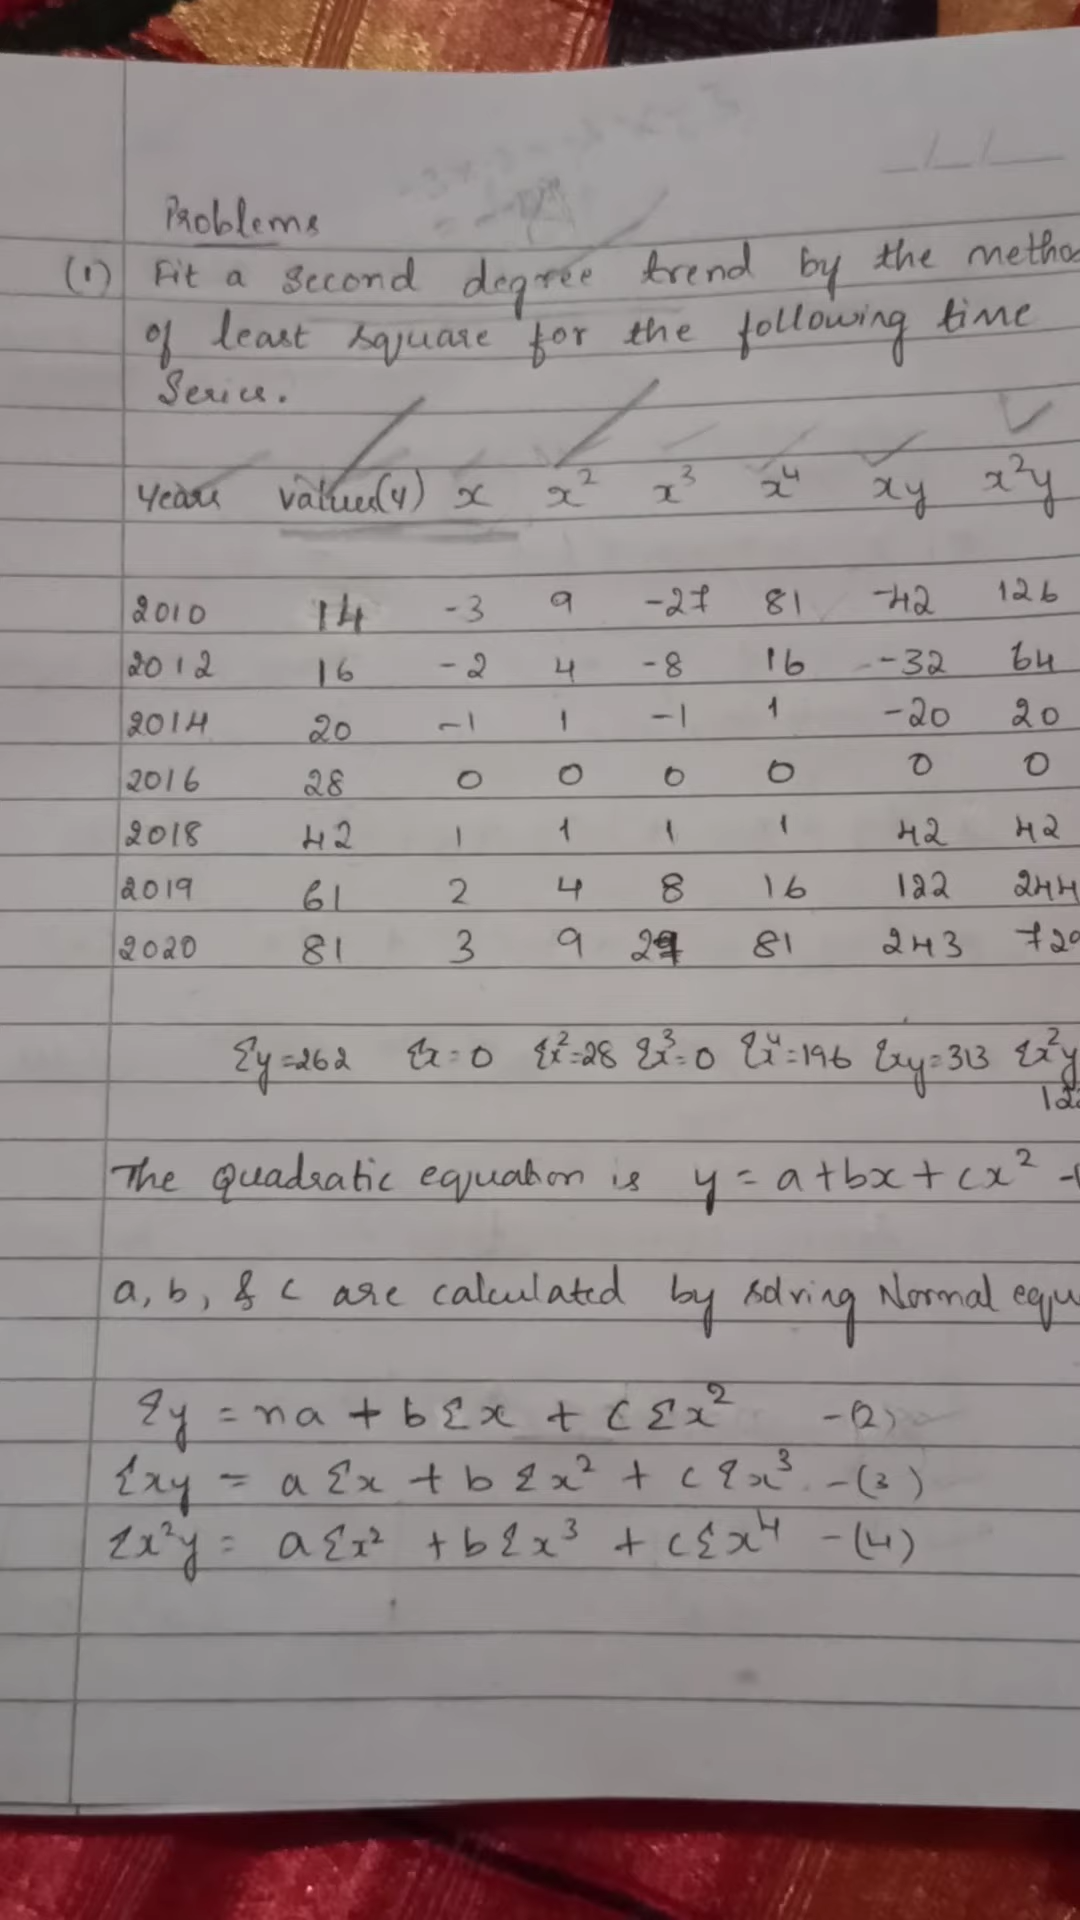 Problems
(1) Fit a second degree trend by the metho
of least square for the following time
Series.
Years values(y) x x² x³ x⁴ xy x²y
2010 14 -3 9 -27 81 -42 126
2012 16 -2 4 -8 16 -32 64
2014 20 -1 1 -1 1 -20 20
2016 28 0 0 0 0 0 0
2018 42 1 1 1 1 42 42
2019 61 2 4 8 16 122 244
2020 81 3 9 27 81 243 729
Σy=262 Σx=0 Σx²=28 Σx³=0 Σx⁴=196 Σxy=313 Σx²y
12
The quadratic equation is y = a+bx+cx² -
a, b, & c are calculated by solving Normal equ
Σy = na + bΣx + cΣx² -(2)
Σxy = aΣx + bΣx² + cΣx³ -(3)
Σx²y = aΣx² + bΣx³ + cΣx⁴ -(4)